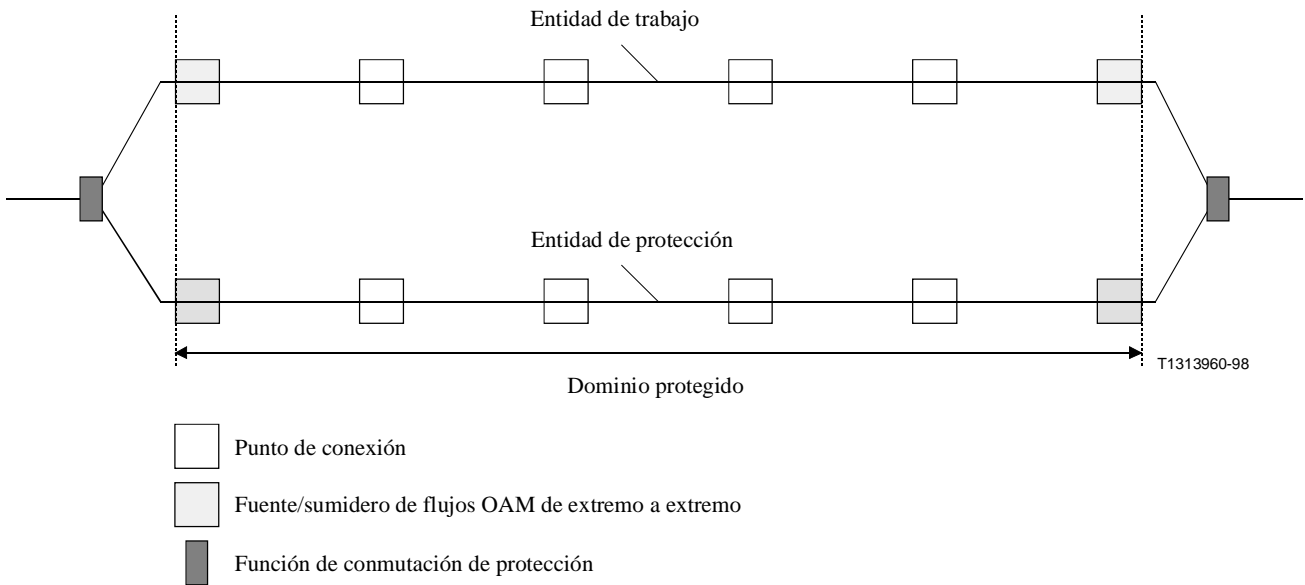 Entidad de trabajo
Entidad de protección
T1313960-98
Dominio protegido
Punto de conexión
Fuente/sumidero de flujos OAM de extremo a extremo
Función de conmutación de protección